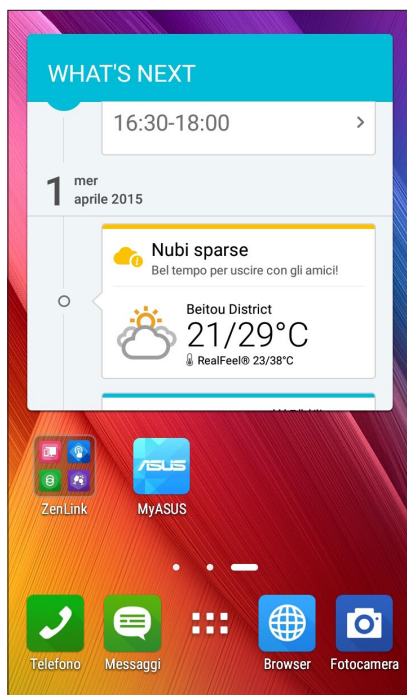 WHAT'S NEXT
16:30-18:00
1 mer
aprile 2015
Nubi sparse
Bel tempo per uscire con gli amici!
Beitou District
21/29°C
RealFeel® 23/38°C
/ISUS
ZenLink MyASUS
Telefono Messaggi Browser Fotocamera